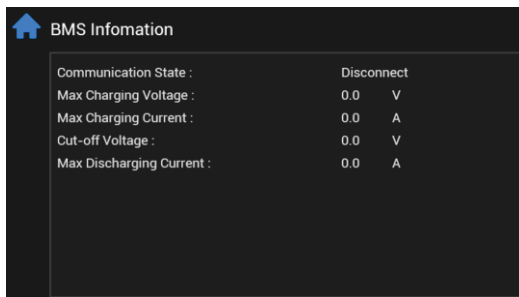 BMS Infomation
Communication State : Disconnect
Max Charging Voltage : 0.0 V
Max Charging Current : 0.0 A
Cut-off Voltage : 0.0 V
Max Discharging Current : 0.0 A